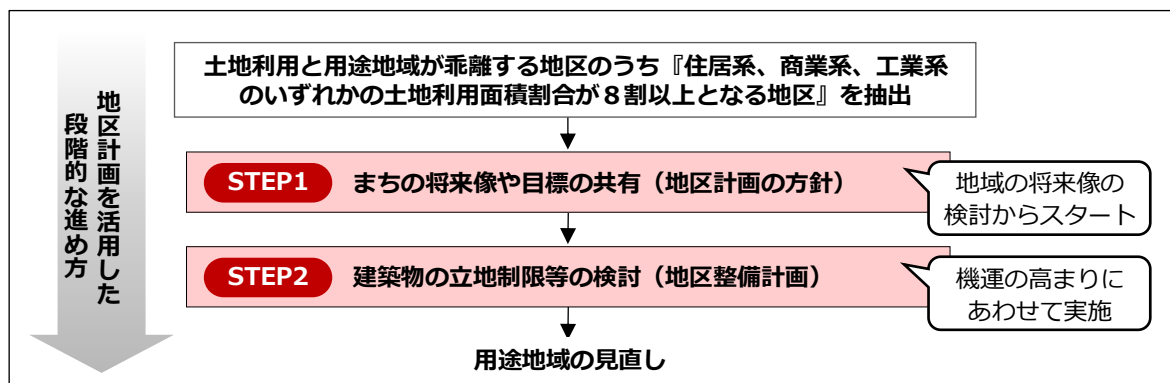 地区計画を活用した
段階的な進め方
土地利用と用途地域が乖離する地区のうち『住居系、商業系、工業系
のいずれかの土地利用面積割合が８割以上となる地区』を抽出
STEP1 まちの将来像や目標の共有（地区計画の方針）
地域の将来像の
検討からスタート
STEP2 建築物の立地制限等の検討（地区整備計画）
機運の高まりに
あわせて実施
用途地域の見直し